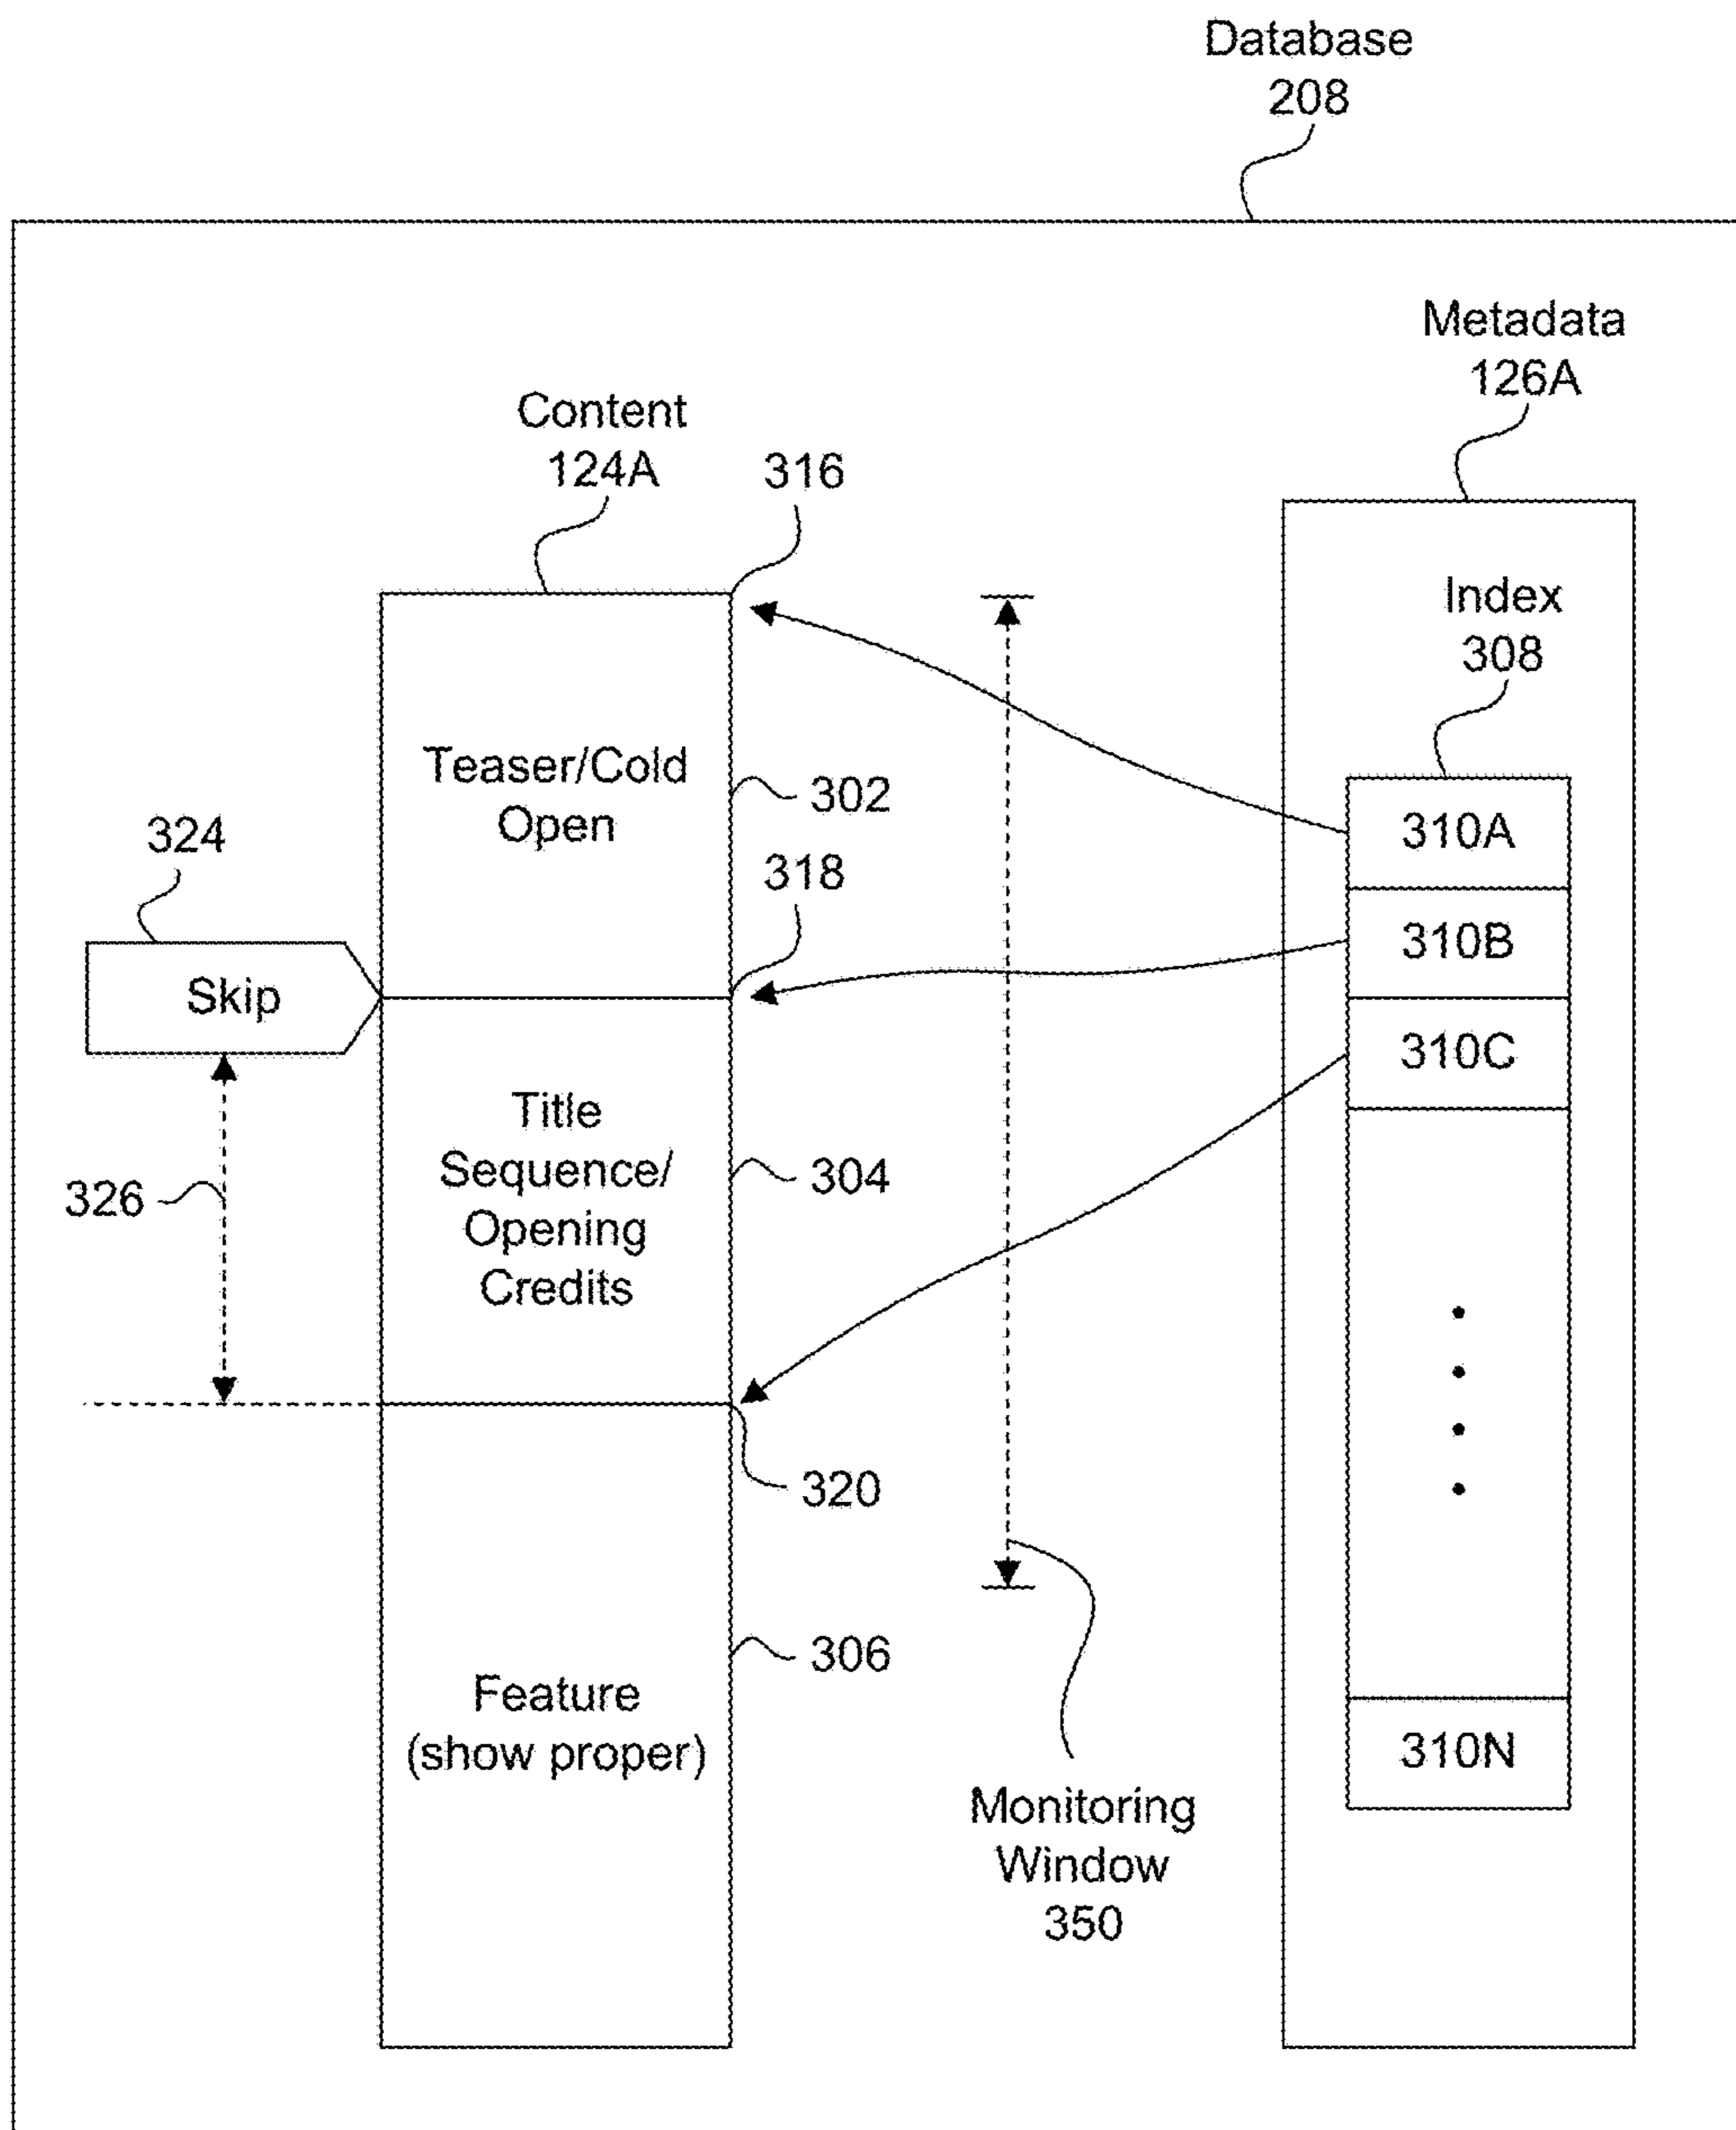 Database
208
Metadata
126A
Content
124A
316
Index
308
Teaser/Cold
Open
302
310A
324
318
310B
Skip
310C
Title
Sequence/
Opening
Credits
304
326
320
306
Feature
(show proper)
310N
Monitoring
Window
350